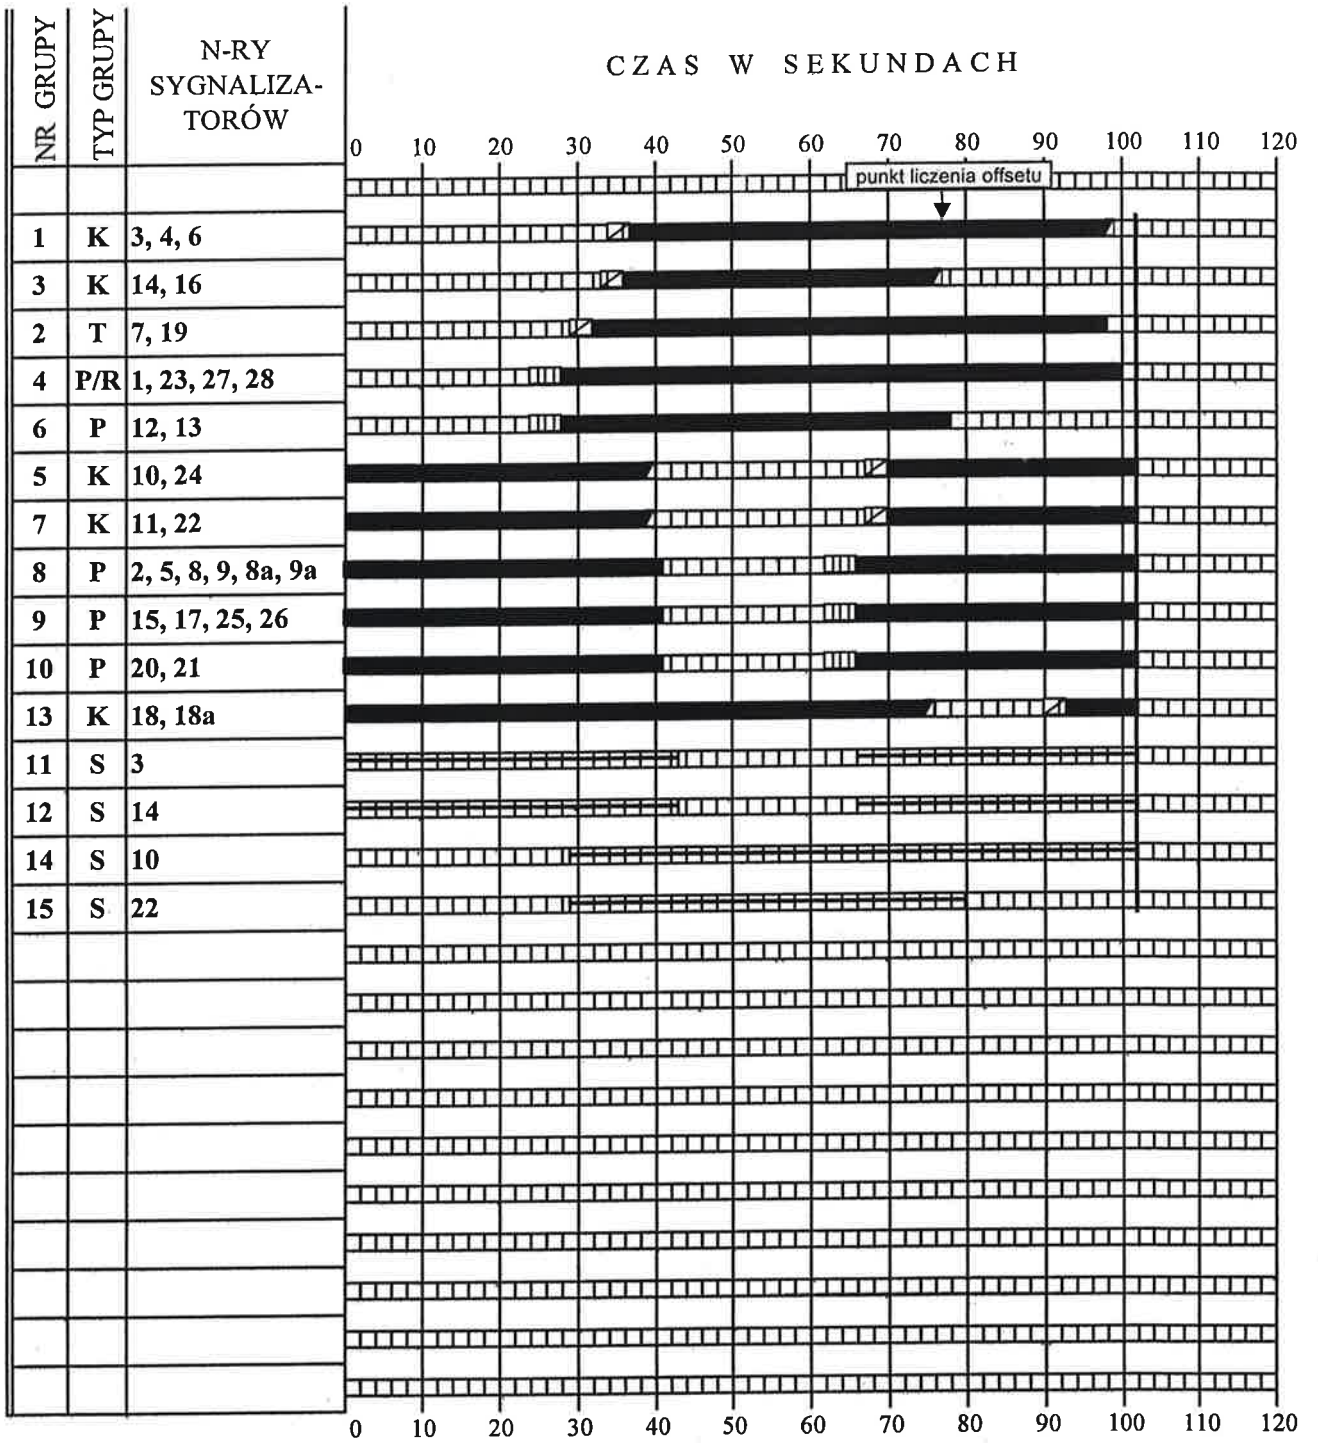 NR GRUPY
TYP GRUPY
N-RY
SYGNALIZA-
TORÓW
CZAS W SEKUNDACH
0 10 20 30 40 50 60 70 80 90 100 110 120
punkt liczenia offsetu
1 K 3, 4, 6
3 K 14, 16
2 T 7, 19
4 P/R 1, 23, 27, 28
6 P 12, 13
5 K 10, 24
7 K 11, 22
8 P 2, 5, 8, 9, 8a, 9a
9 P 15, 17, 25, 26
10 P 20, 21
13 K 18, 18a
11 S 3
12 S 14
14 S 10
15 S 22
0 10 20 30 40 50 60 70 80 90 100 110 120